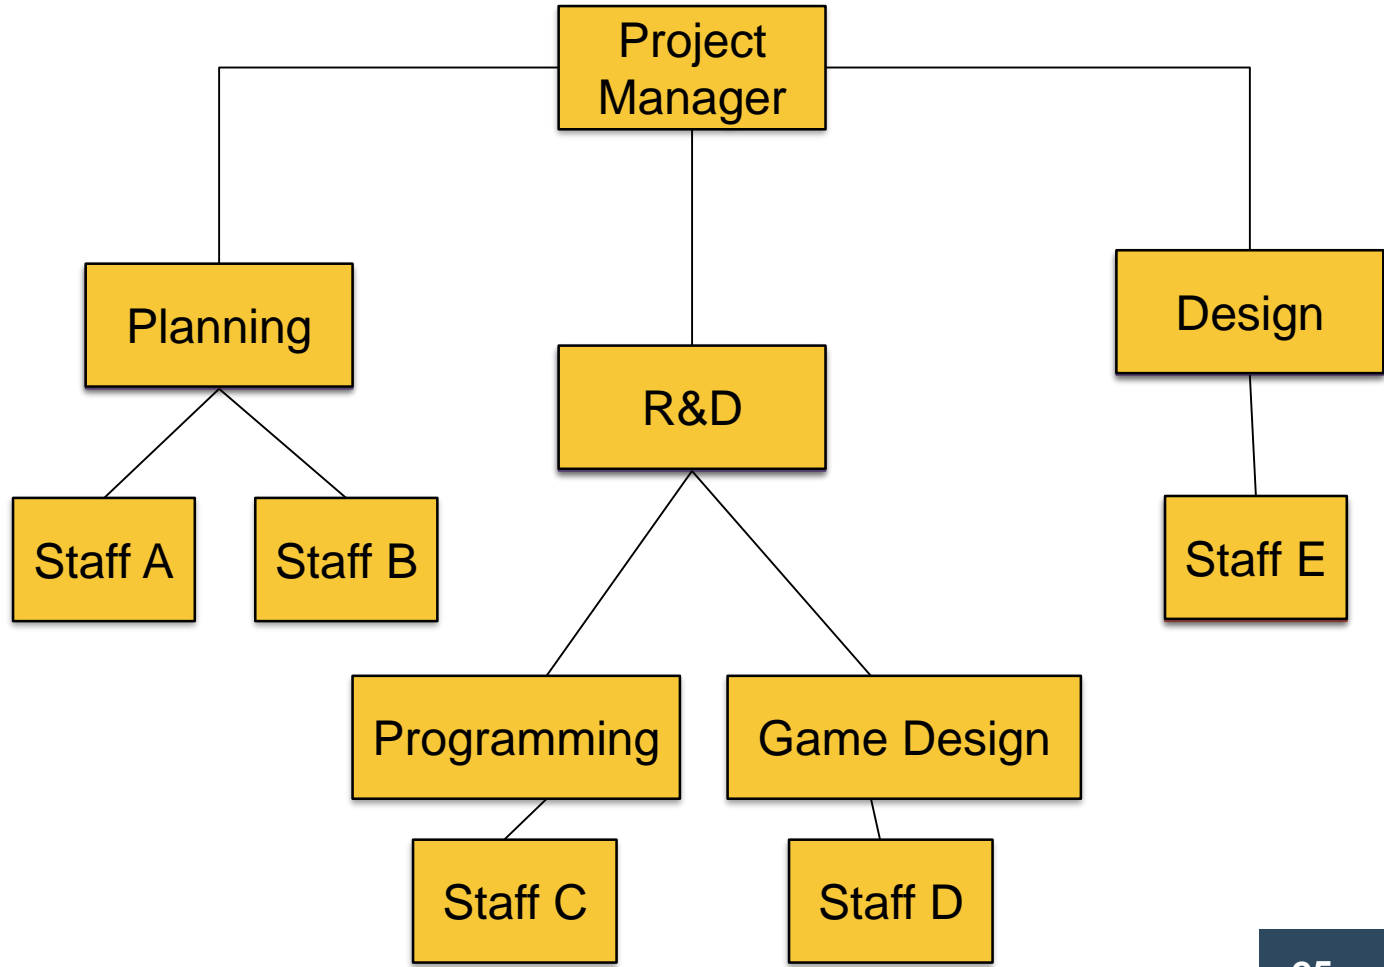 Project
Manager
Planning
Design
R&D
Staff A
Staff B
Staff E
Programming
Game Design
Staff C
Staff D